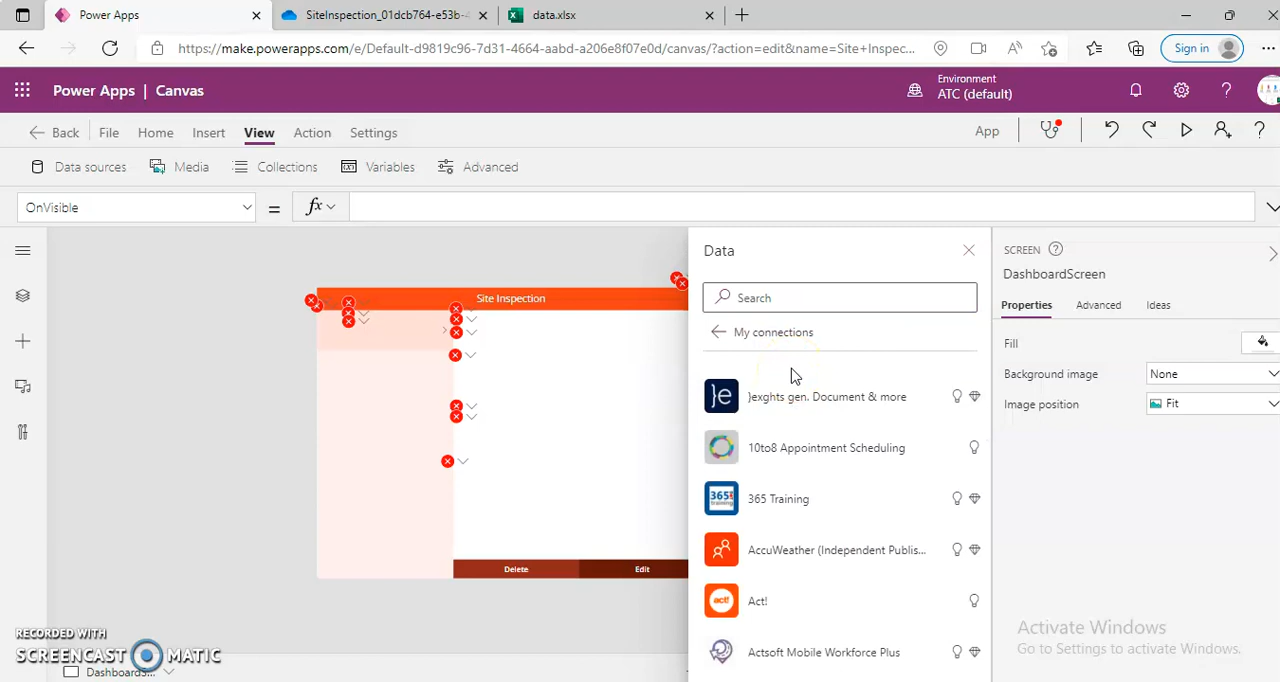 Power Apps
SiteInspection_01dcb764-e53b-4
data.xlsx
https://make.powerapps.com/e/Default-d9819c95-7d31-4664-aabd-a206e8f07e0d/canvas/?action=edit&name=Site+Inspec...
Sign in
Power Apps | Canvas
Environment
ATC (default)
Back
File
Home
Insert
View
Action
Settings
App
Data sources
Media
Collections
Variables
Advanced
OnVisible
=
fx
Data
Search
My connections
}exghts gen. Document & more
10to8 Appointment Scheduling
365 Training
AccuWeather (Independent Publis...
Act!
Actsoft Mobile Workforce Plus
SCREEN
DashboardScreen
Properties
Advanced
Ideas
Fill
Background image
None
Image position
Fit
Site Inspection
Delete
Edit
Activate Windows
Go to Settings to activate Windows.
RECORDED WITH
SCREENCAST MATIC
DashboardS...